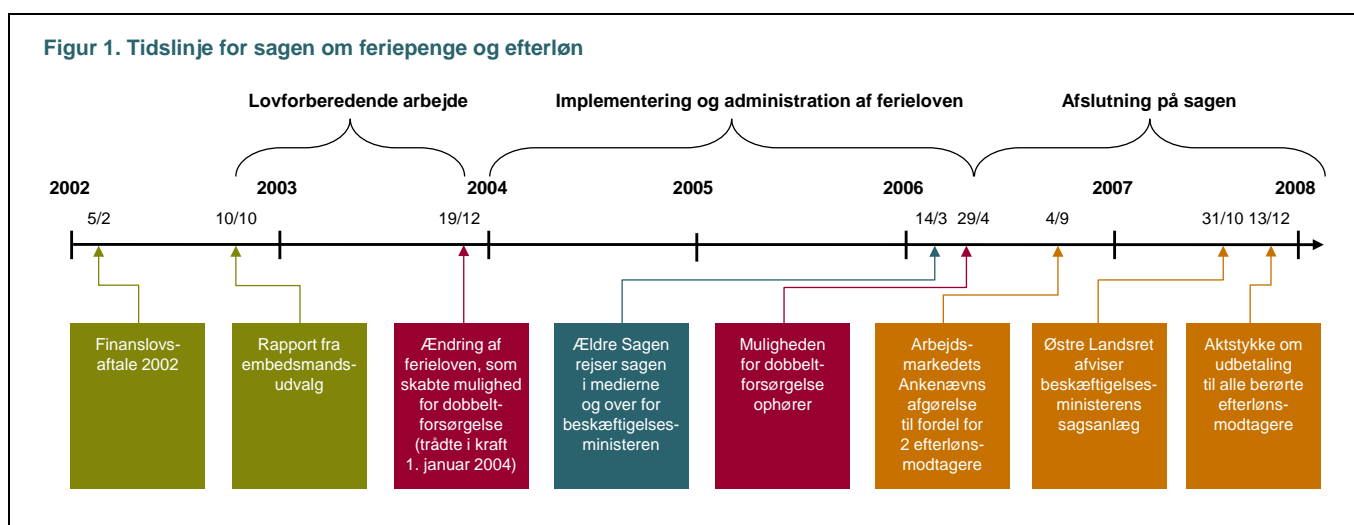 Figur 1. Tidslinje for sagen om feriepenge og efterløn
Lovforberedende arbejde
Implementering og administration af ferieloven
Afslutning på sagen
2002
2003
2004
2005
2006
2007
2008
5/2
10/10
19/12
14/3
29/4
4/9
31/10
13/12
Finanslovs-
aftale 2002
Rapport fra
embedsmands-
udvalg
Ændring af
ferieloven, som
skabte mulighed
for dobbelt-
forsørgelse
(trådte i kraft
1. januar 2004)
Ældre Sagen
rejser sagen
i medierne
og over for
beskæftigelses-
ministeren
Muligheden
for dobbelt-
forsørgelse
ophører
Arbejds-
markedets
Ankenævns
afgørelse
til fordel for
2 efterløns-
modtagere
Østre Landsret
afviser
beskæftigelses-
ministerens
sagsanlæg
Aktstykke om
udbetaling
til alle berørte
efterløns-
modtagere